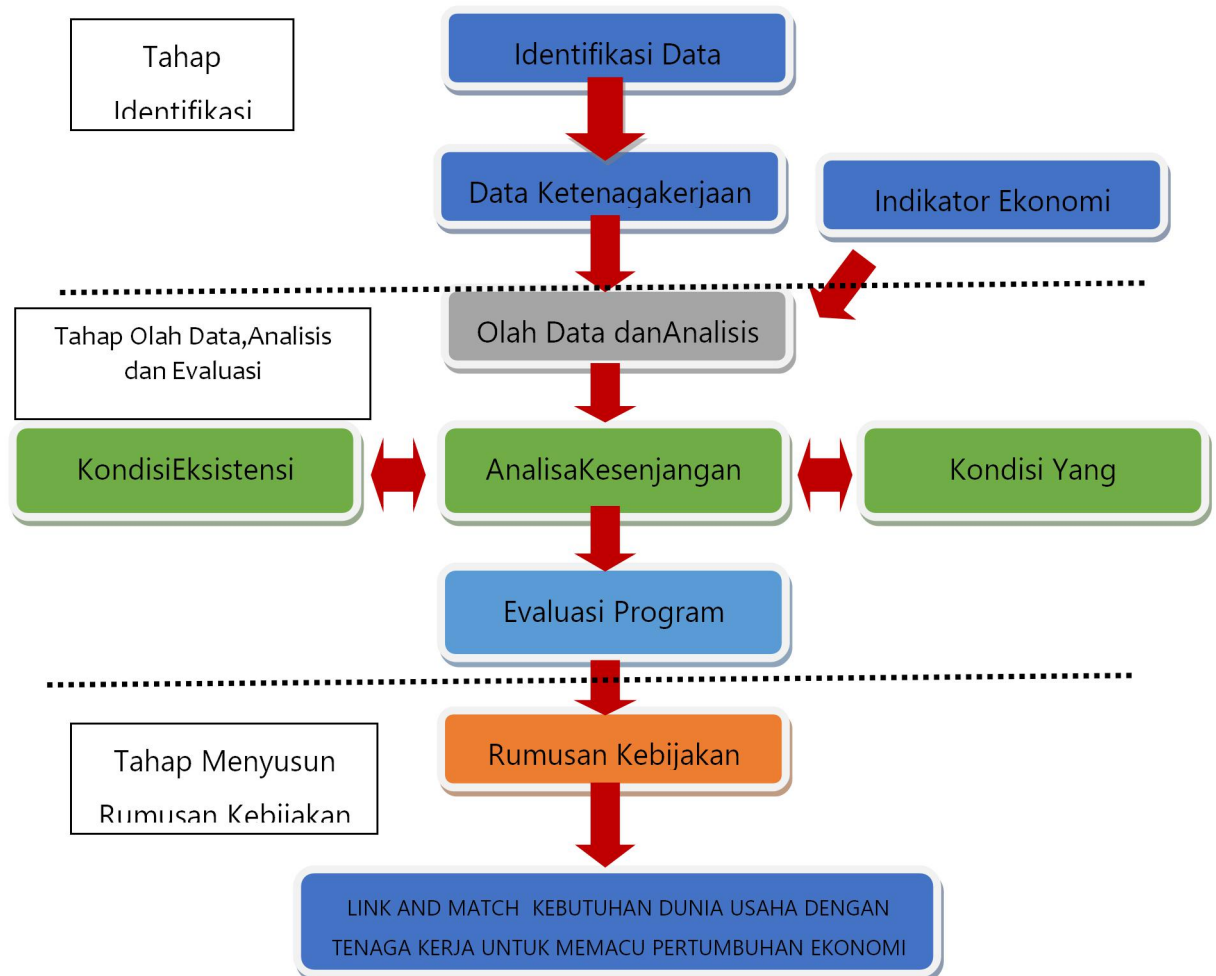 Tahap
Identifikasi
Identifikasi Data
Data Ketenagakerjaan
Indikator Ekonomi
Tahap Olah Data,Analisis
dan Evaluasi
Olah Data danAnalisis
KondisiEksistensi
AnalisaKesenjangan
Kondisi Yang
Evaluasi Program
Tahap Menyusun
Rumusan Kebijakan
Rumusan Kebijakan
LINK AND MATCH KEBUTUHAN DUNIA USAHA DENGAN
TENAGA KERJA UNTUK MEMACU PERTUMBUHAN EKONOMI